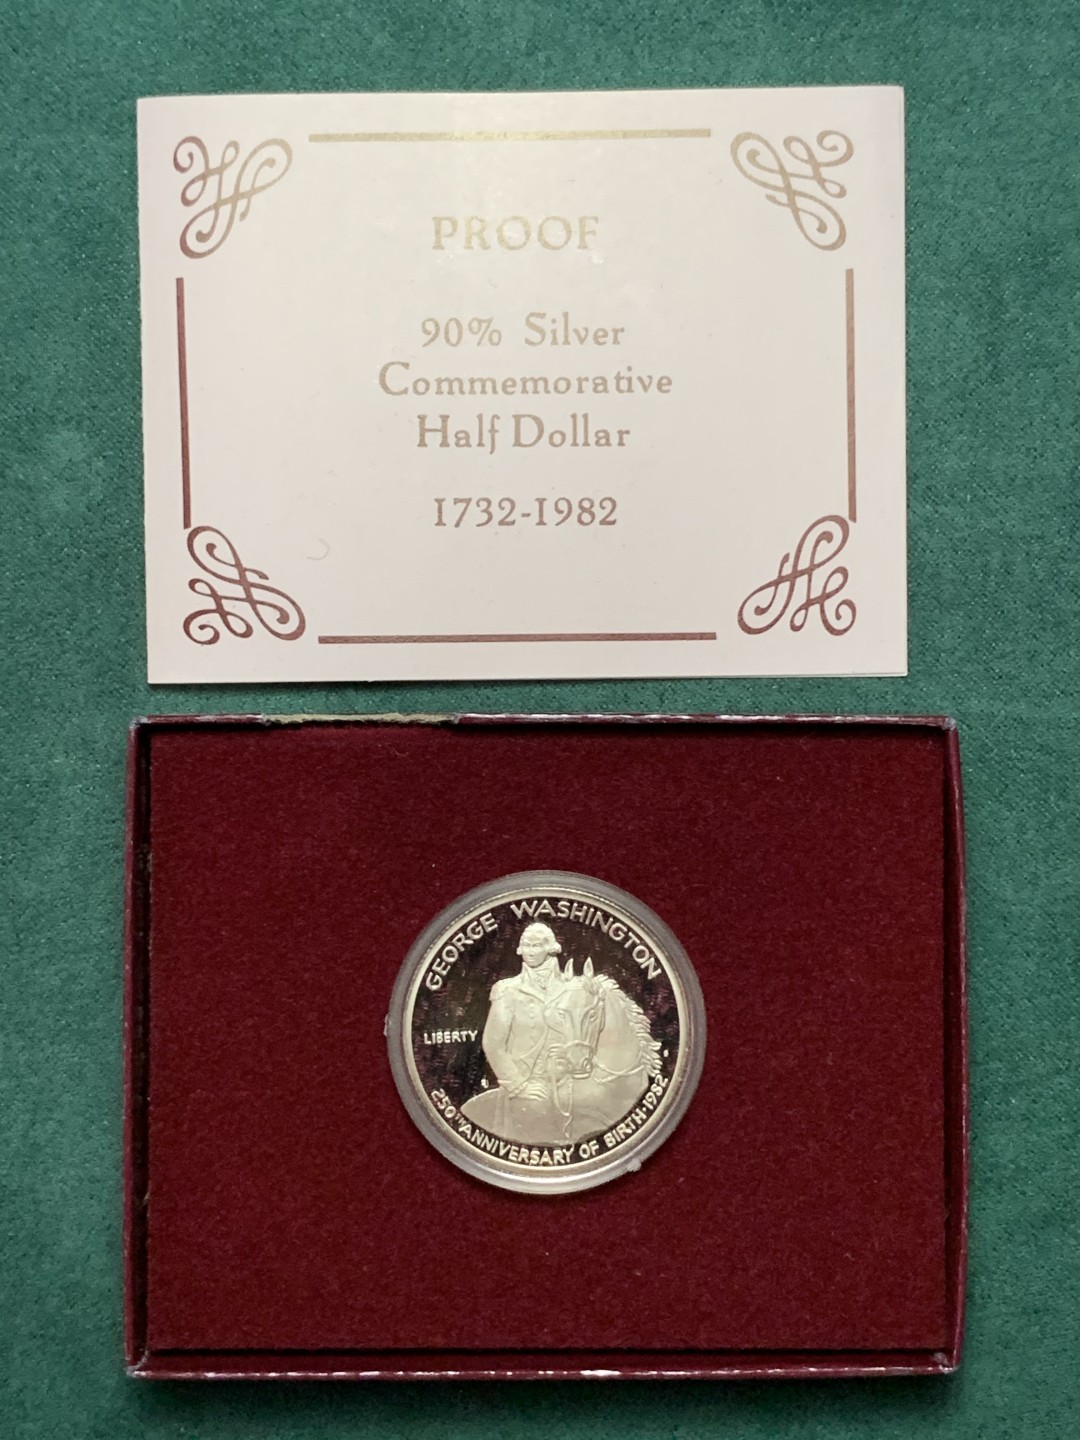 PROOF
90% Silver
Commemorative
Half Dollar
1732-1982
GEORGE WASHINGTON
LIBERTY
250TH ANNIVERSARY OF BIRTH·1982